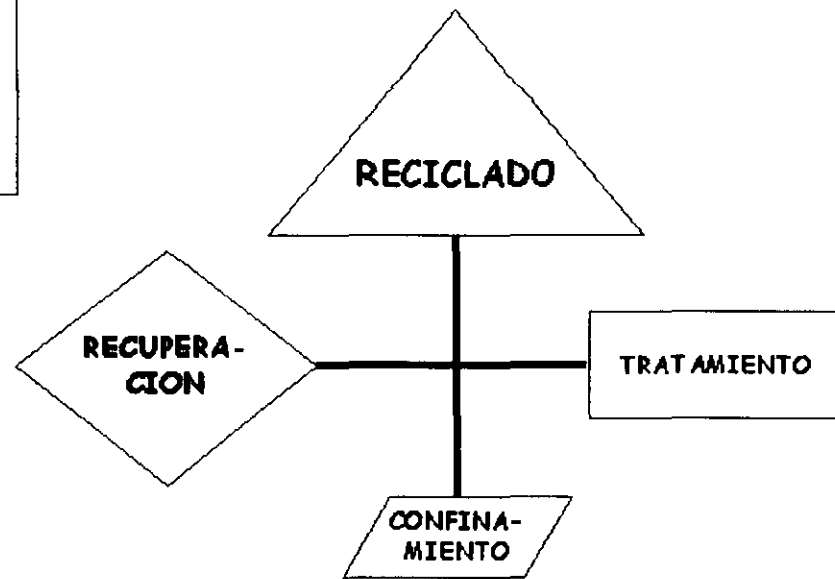 RECICLADO
RECUPERA-
CION
TRATAMIENTO
CONFINA-
MIENTO